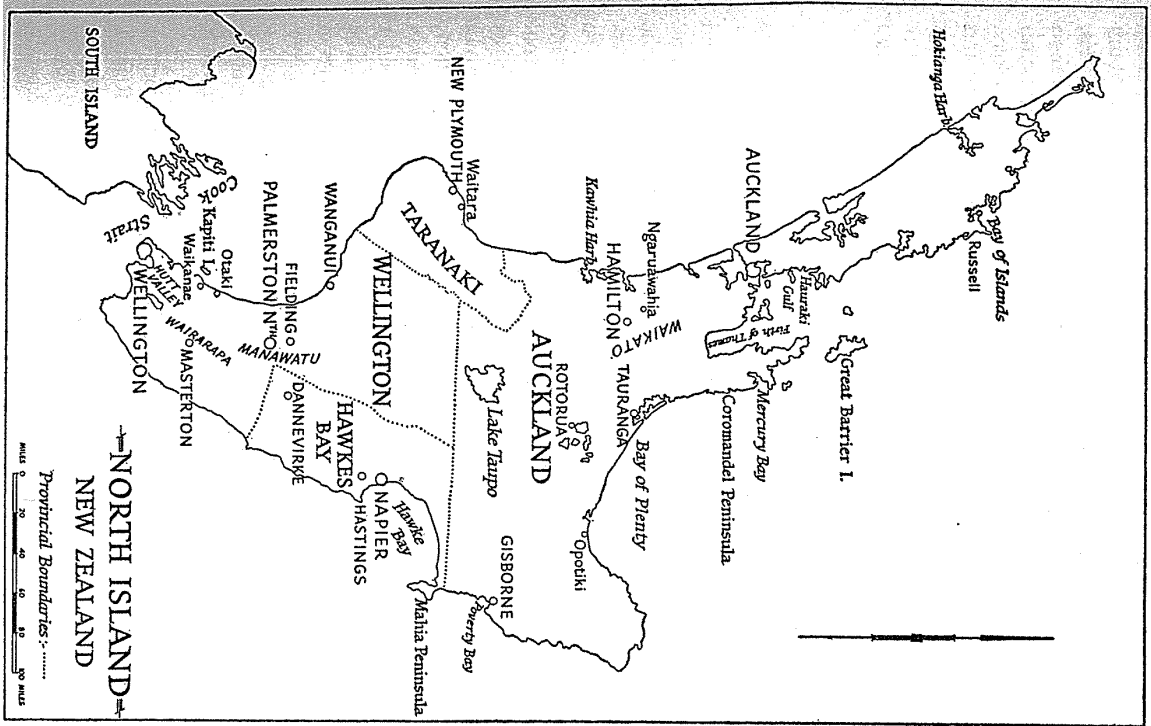 Hokianga Harb.
Bay of Islands
Russell
Great Barrier I.
Hauraki
Gulf
AUCKLAND
Firth of Thames
Mercury Bay
Coromandel Peninsula
Ngaruawahia
WAIKATO
HAMILTON
Kawhia Harb.
TAURANGA
Bay of Plenty
AUCKLAND
ROTORUA
Opotiki
Waitara
NEW PLYMOUTH
TARANAKI
Lake Taupo
GISBORNE
overty Bay
Mahia Peninsula
WELLINGTON
HAWKES
BAY
Hawke
Bay
NAPIER
HASTINGS
WANGANUI
FIELDING
PALMERSTON NTH
MANAWATU
DANNEVIRKE
Otaki
Kapiti I.
Waikanae
Cook
Strait
HUTT
VALLEY
WELLINGTON
WAIRARAPA
MASTERTON
SOUTH ISLAND
NORTH ISLAND
NEW ZEALAND
Provincial Boundaries:- ........
MILES 0 20 40 60 80 100 MILES